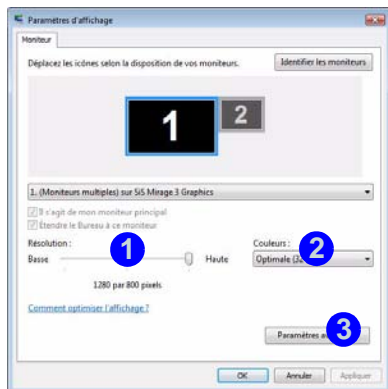 Paramètres d'affichage
Moniteur
Déplacez les icônes selon la disposition de vos moniteurs.
Identifier les moniteurs
1
2
1. (Moniteurs multiples) sur SiS Mirage 3 Graphics
Il s'agit de mon moniteur principal
Étendre le Bureau à ce moniteur
Résolution :
1
Couleurs :
2
Basse
Haute
Optimale (32
1280 par 800 pixels
Comment optimiser l'affichage ?
Paramètres
3
OK
Annuler
Appliquer